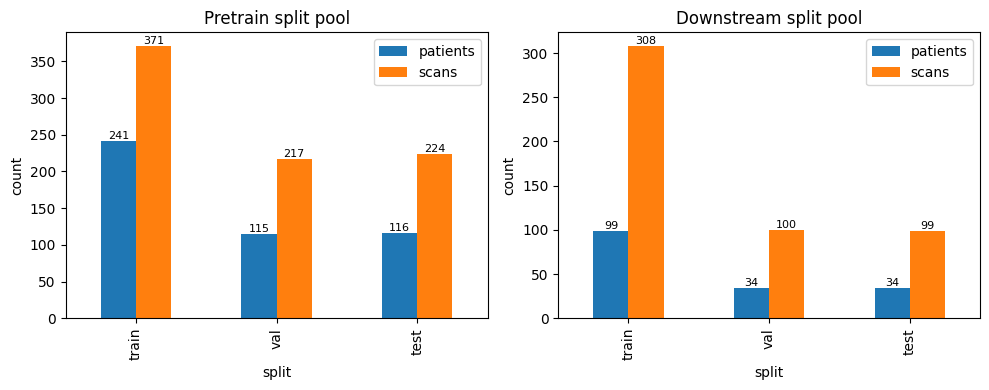 Pretrain split pool
patients
scans
count
350
300
250
200
150
100
50
0
241
371
115
217
116
224
train
val
test
split
Downstream split pool
patients
scans
count
300
250
200
150
100
50
0
99
308
34
100
34
99
train
val
test
split